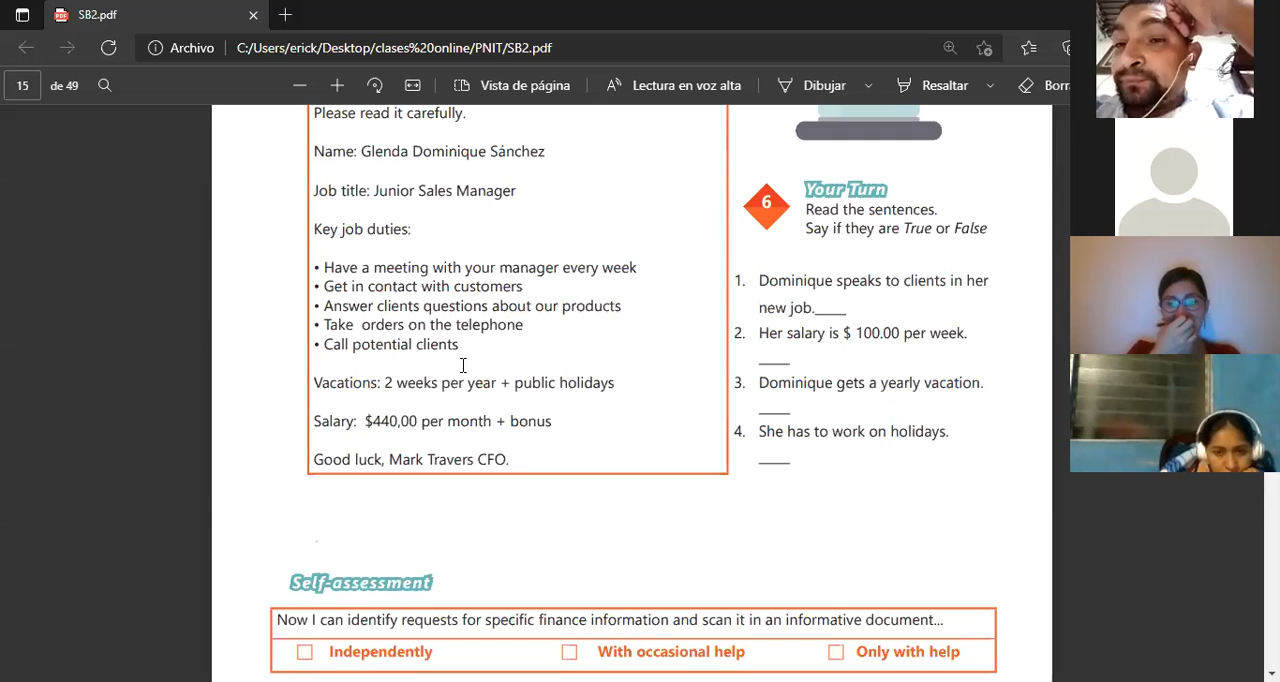 SB2.pdf
Archivo C:/Users/erick/Desktop/clases%20online/PNIT/SB2.pdf
15 de 49 Vista de página Lectura en voz alta Dibujar Resaltar
Please read it carefully.
Name: Glenda Dominique Sánchez
Job title: Junior Sales Manager
Key job duties:
• Have a meeting with your manager every week
• Get in contact with customers
• Answer clients questions about our products
• Take orders on the telephone
• Call potential clients
Vacations: 2 weeks per year + public holidays
Salary: $440,00 per month + bonus
Good luck, Mark Travers CFO.
6 Your Turn
Read the sentences.
Say if they are True or False
1. Dominique speaks to clients in her
new job.____
2. Her salary is $ 100.00 per week.
____
3. Dominique gets a yearly vacation.
____
4. She has to work on holidays.
____
Self-assessment
Now I can identify requests for specific finance information and scan it in an informative document...
Independently With occasional help Only with help